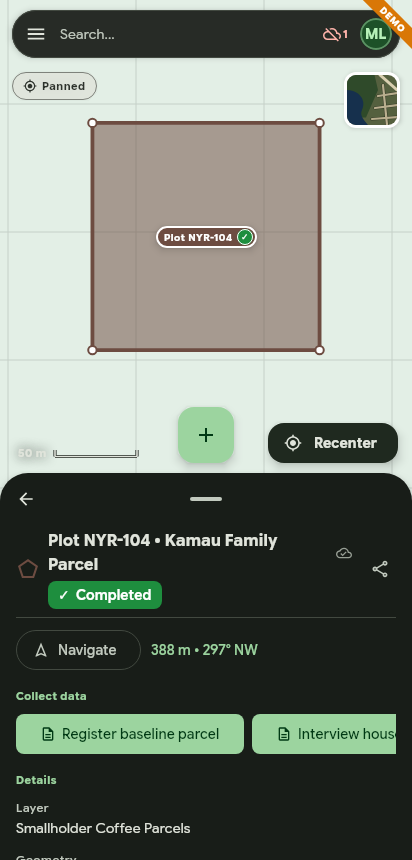 DEMO
Search...
1
ML
Panned
Plot NYR-104 ✓
50 m
+
Recenter
Plot NYR-104 • Kamau Family
Parcel
✓ Completed
Navigate
388 m • 297° NW
Collect data
Register baseline parcel
Interview hous
Details
Layer
Smallholder Coffee Parcels
Geometry